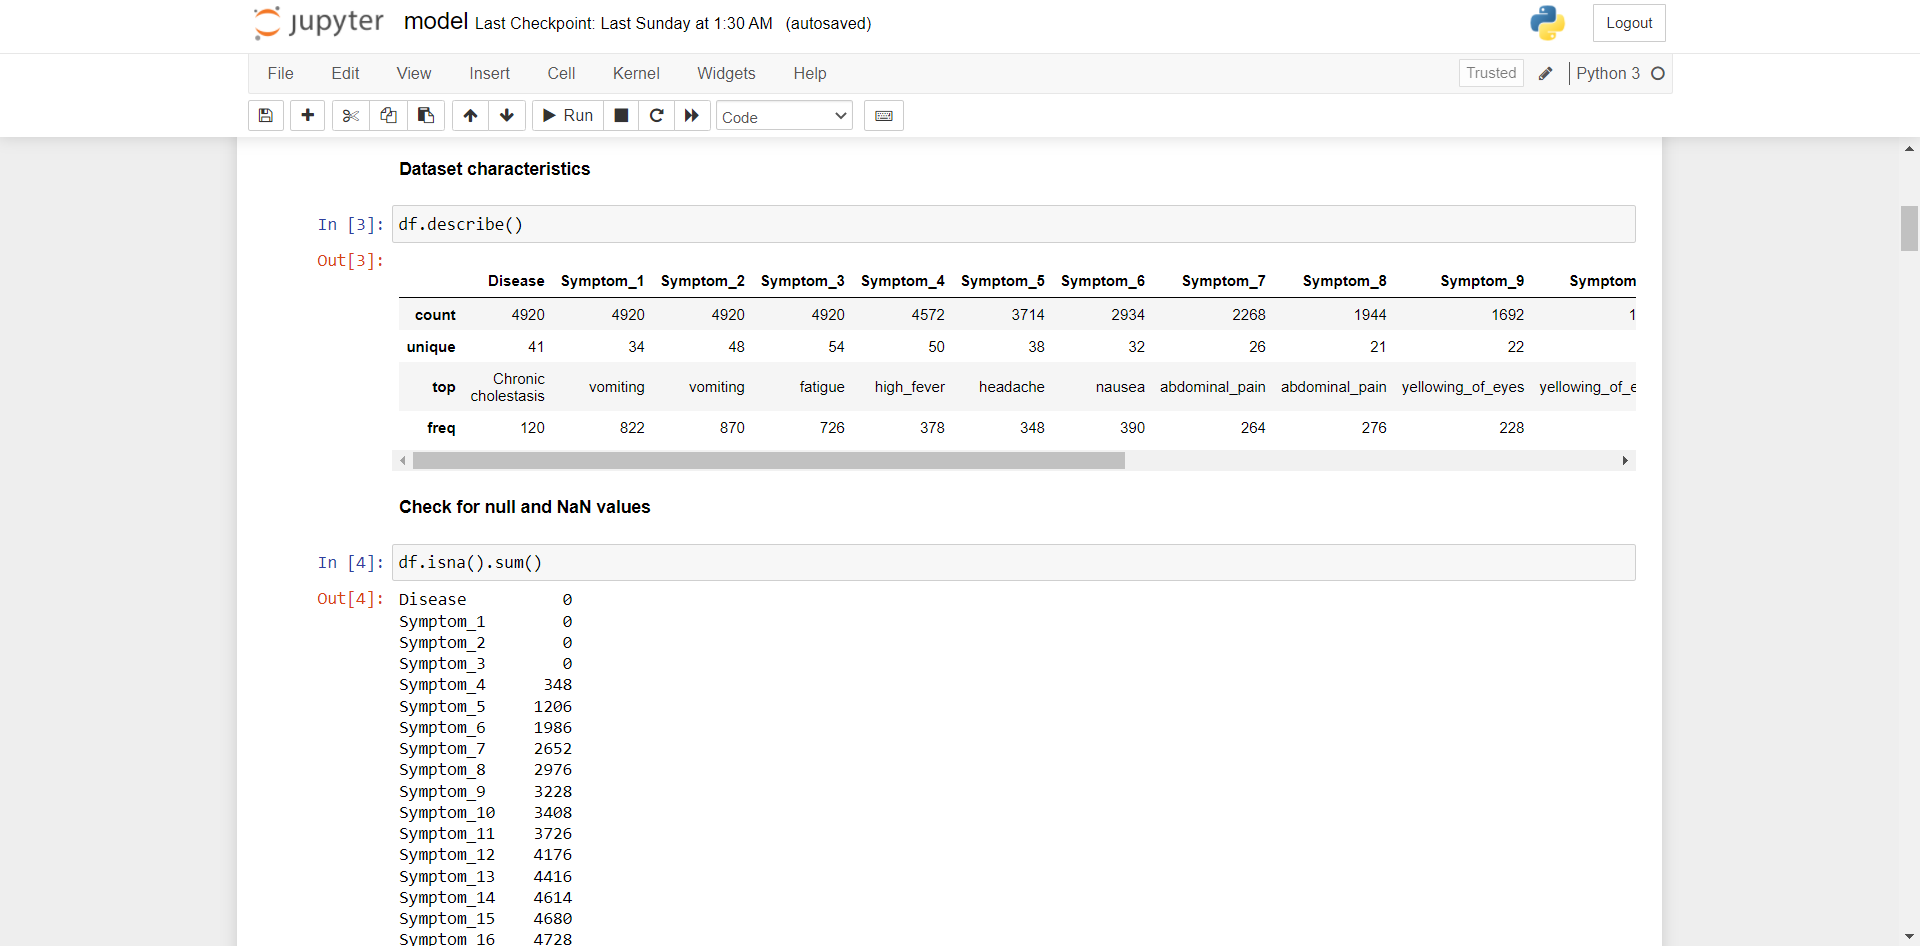 jupyter model Last Checkpoint: Last Sunday at 1:30 AM (autosaved) Logout
File Edit View Insert Cell Kernel Widgets Help Trusted Python 3
Run Code
Dataset characteristics
In [3]: df.describe()
Out[3]:
Disease Symptom_1 Symptom_2 Symptom_3 Symptom_4 Symptom_5 Symptom_6 Symptom_7 Symptom_8 Symptom_9 Symptom
count 4920 4920 4920 4920 4572 3714 2934 2268 1944 1692 1
unique 41 34 48 54 50 38 32 26 21 22
top Chronic cholestasis vomiting vomiting fatigue high_fever headache nausea abdominal_pain abdominal_pain yellowing_of_eyes yellowing_of_e
freq 120 822 870 726 378 348 390 264 276 228
Check for null and NaN values
In [4]: df.isna().sum()
Out[4]: Disease 0
Symptom_1 0
Symptom_2 0
Symptom_3 0
Symptom_4 348
Symptom_5 1206
Symptom_6 1986
Symptom_7 2652
Symptom_8 2976
Symptom_9 3228
Symptom_10 3408
Symptom_11 3726
Symptom_12 4176
Symptom_13 4416
Symptom_14 4614
Symptom_15 4680
Symptom_16 4728